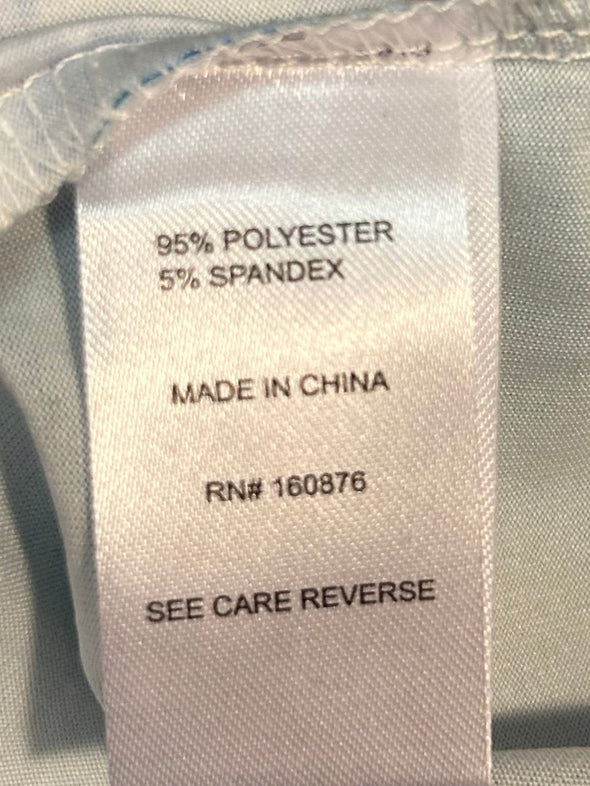 95% POLYESTER
5% SPANDEX
MADE IN CHINA
RN# 160876
SEE CARE REVERSE